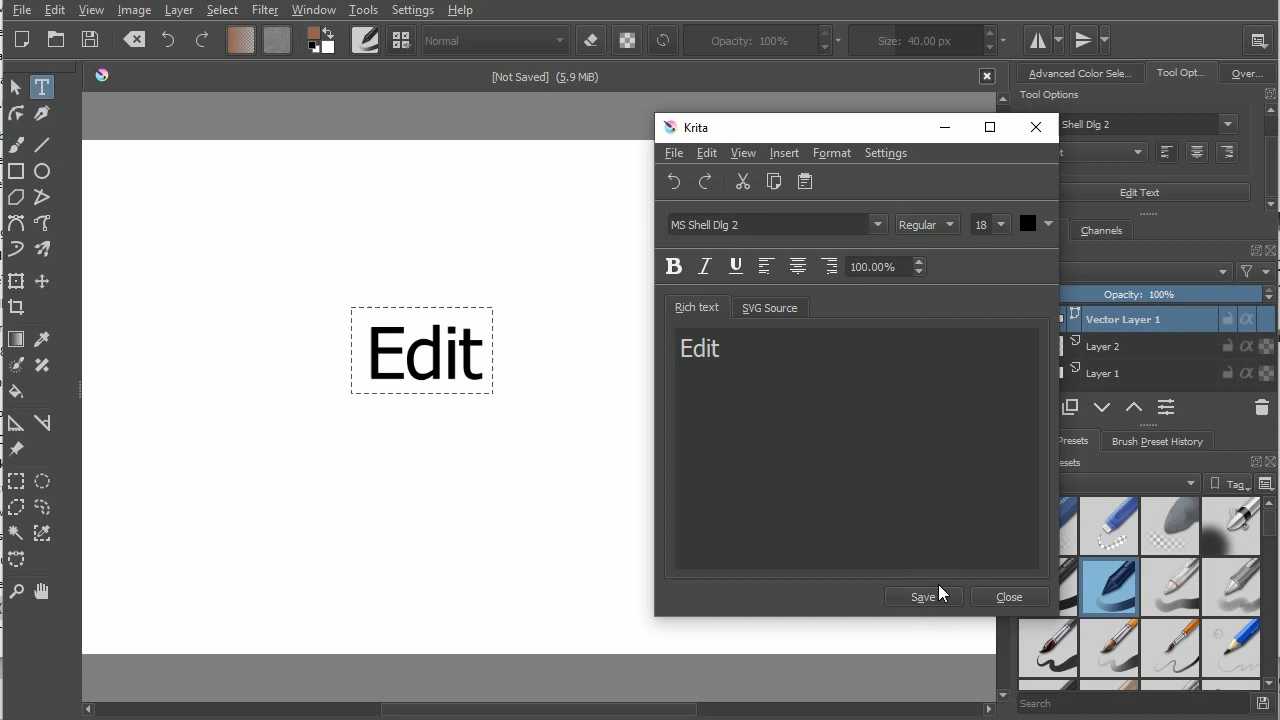 File Edit View Image Layer Select Filter Window Tools Settings Help
Normal Opacity: 100% Size: 40.00 px
[Not Saved] (5.9 MiB)
Advanced Color Sele... Tool Opt... Over...
Tool Options
Shell Dlg 2
Edit Text
Channels
Opacity: 100%
Vector Layer 1
Layer 2
Layer 1
Presets Brush Preset History
esets
Tag
Search
Edit
Krita
File Edit View Insert Format Settings
MS Shell Dlg 2 Regular 18
B I U 100.00%
Rich text SVG Source
Edit
Save Close